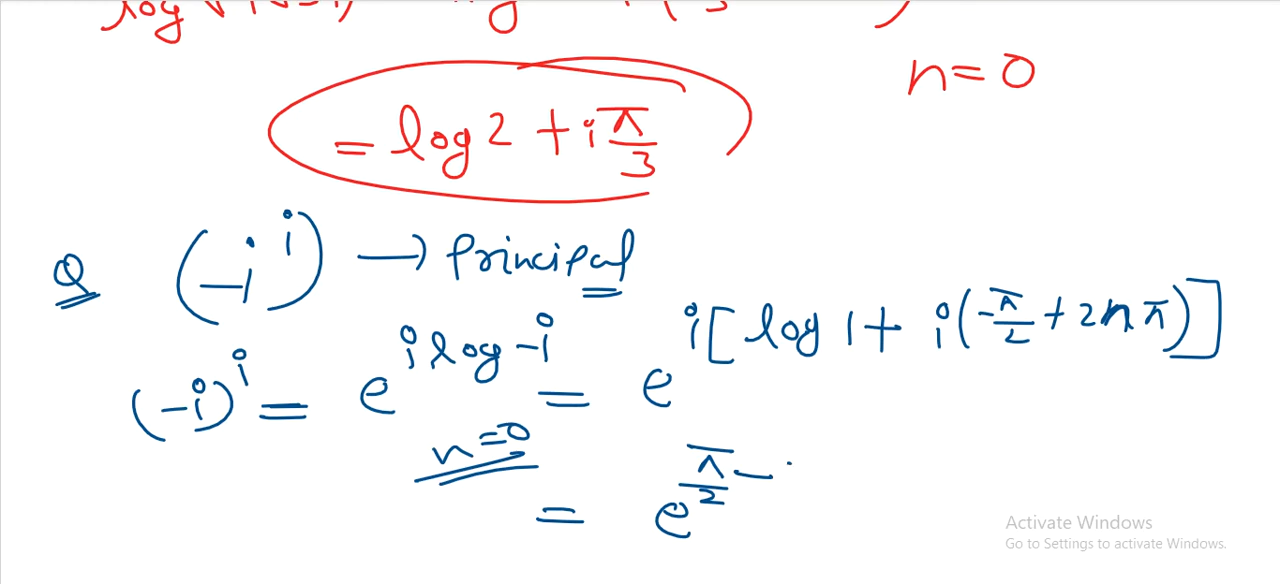 n=0
= log 2 + i π/3
Q (-i^i) → Principal
(-i)^i = e^{i log -i} = e^{i[log 1 + i(-π/2 + 2nπ)]}
n=0
= e^{π/2 -
Activate Windows
Go to Settings to activate Windows.